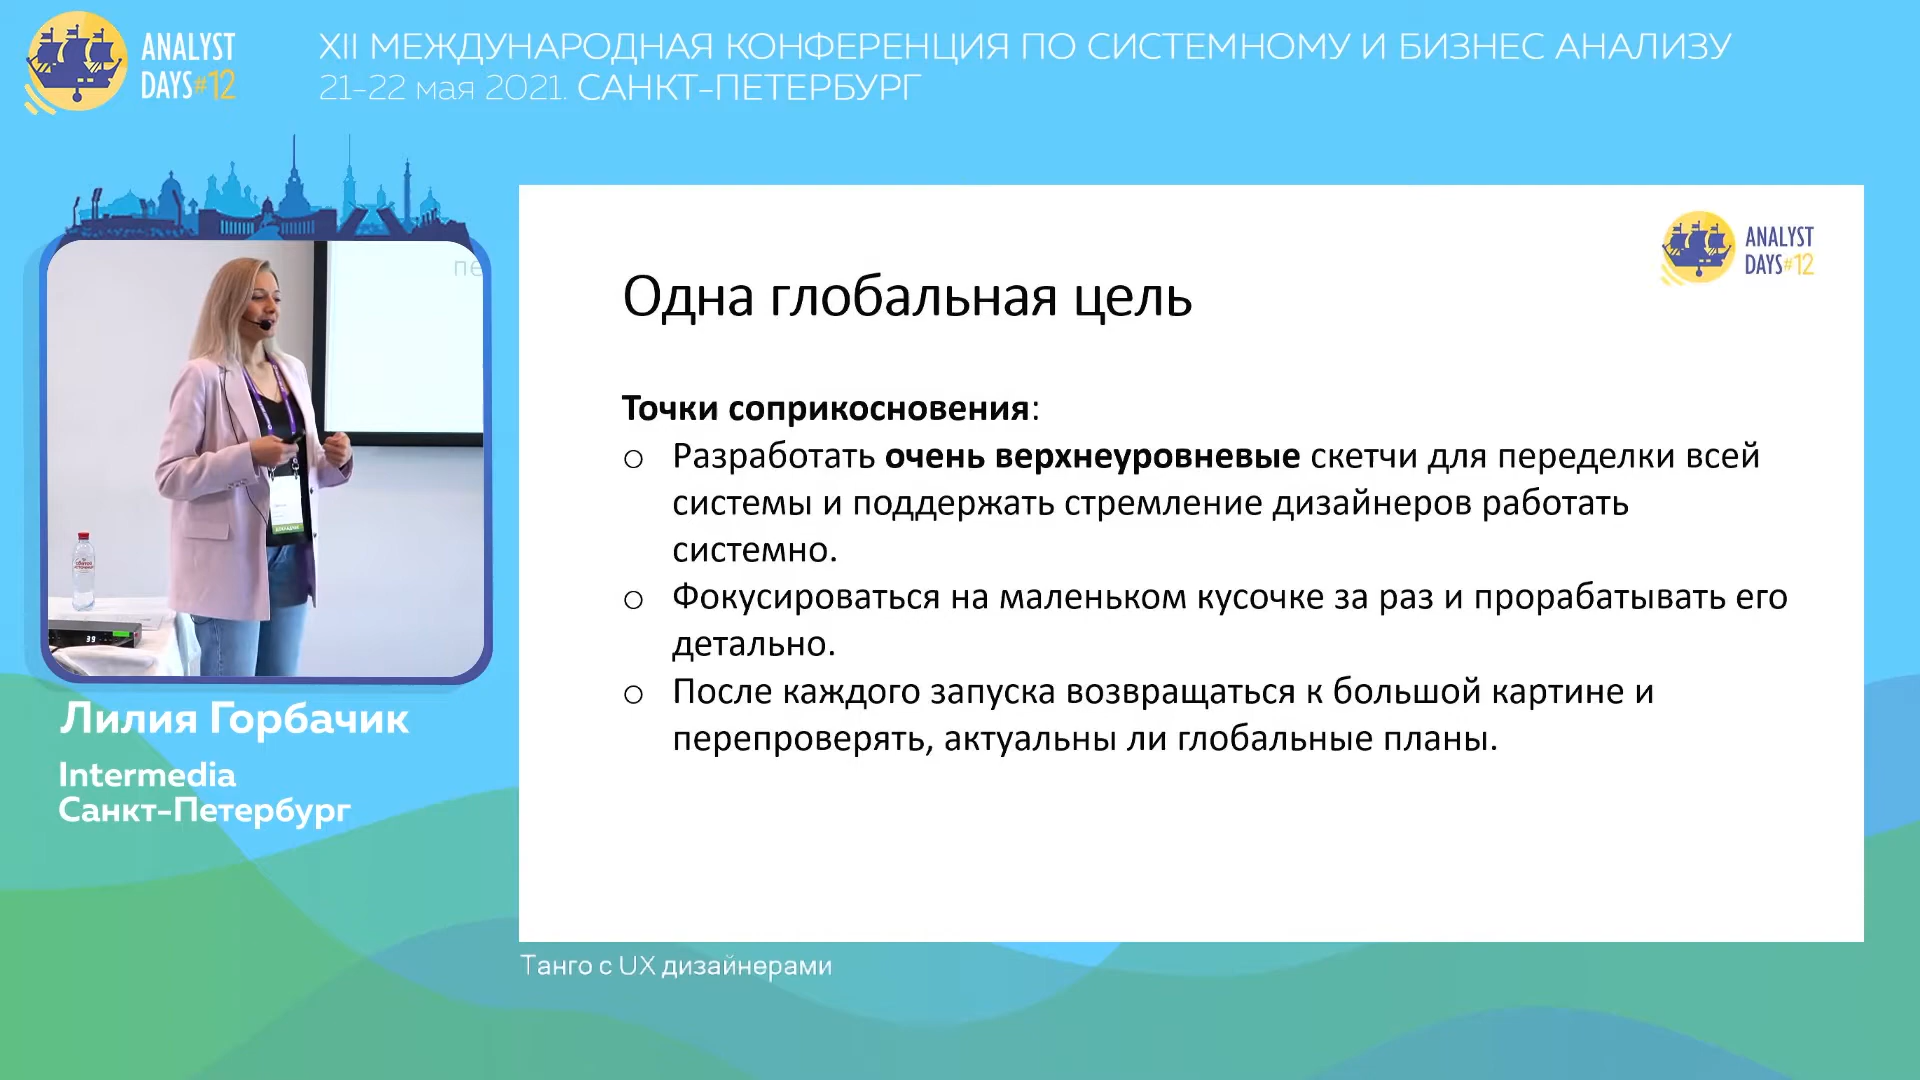 ANALYST
DAYS#12
XII МЕЖДУНАРОДНАЯ КОНФЕРЕНЦИЯ ПО СИСТЕМНОМУ И БИЗНЕС АНАЛИЗУ
21-22 мая 2021. САНКТ-ПЕТЕРБУРГ
пе
39
Лилия Горбачик
Intermedia
Санкт-Петербург
ANALYST
DAYS#12
Одна глобальная цель
Точки соприкосновения:
o Разработать очень верхнеуровневые скетчи для переделки всей
системы и поддержать стремление дизайнеров работать
системно.
o Фокусироваться на маленьком кусочке за раз и прорабатывать его
детально.
o После каждого запуска возвращаться к большой картине и
перепроверять, актуальны ли глобальные планы.
Танго с UX дизайнерами